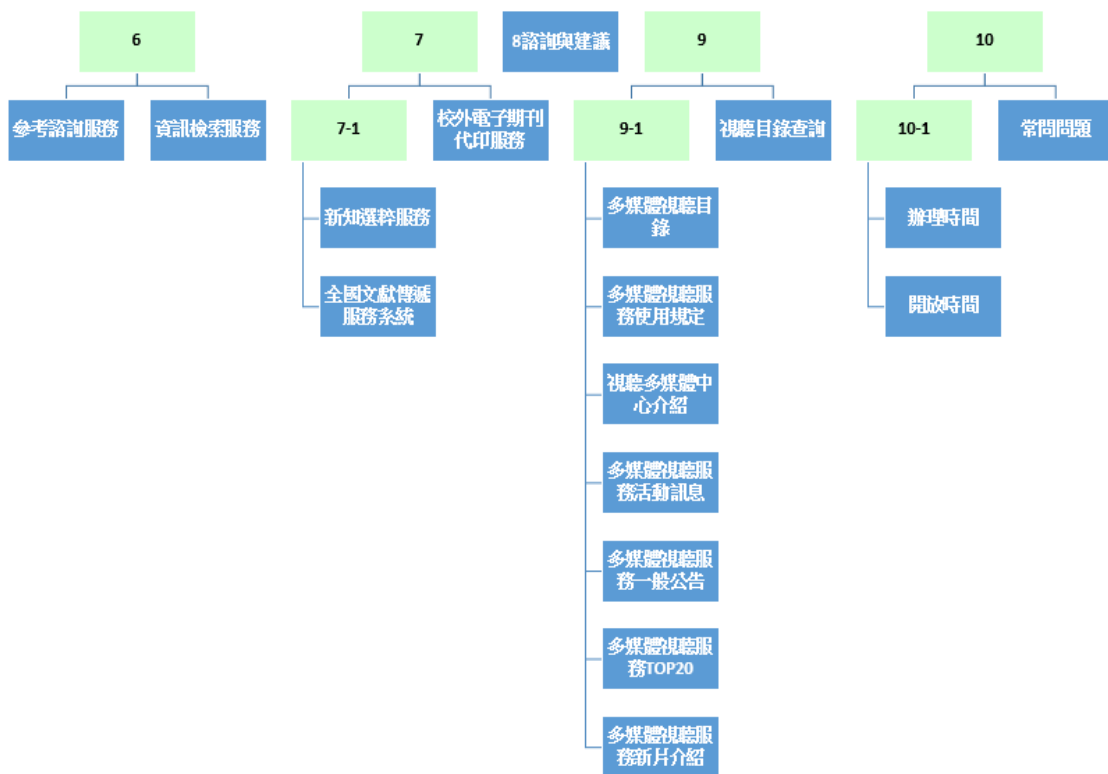 6
7
8諮詢與建議
9
10
參考諮詢服務
資訊檢索服務
7-1
校外電子期刊
代印服務
9-1
視聽目錄查詢
10-1
常問問題
新知選粹服務
全國文獻傳遞
服務系統
多媒體視聽目
錄
多媒體視聽服
務使用規定
視聽多媒體中
心介紹
多媒體視聽服
務活動訊息
多媒體視聽服
務一般公告
多媒體視聽服
務TOP20
多媒體視聽服
務新片介紹
辦理時間
開放時間